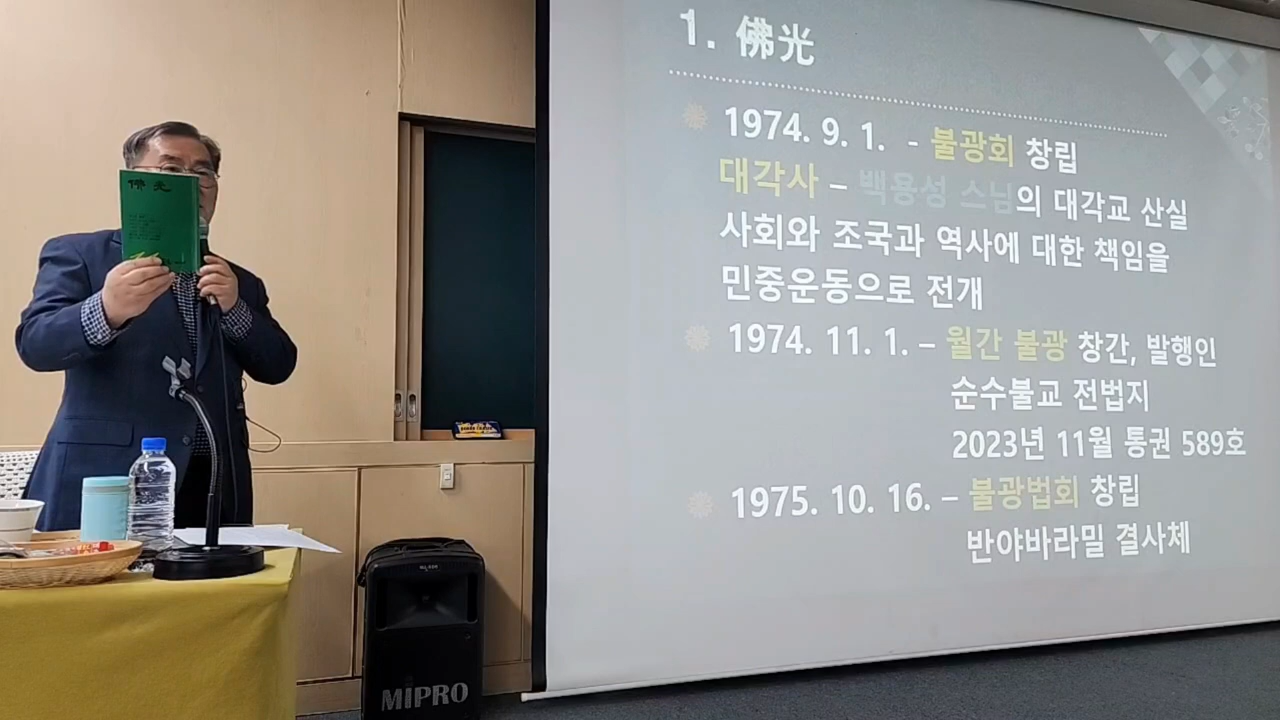 1. 佛光
1974. 9. 1. - 불광회 창립
대각사 – 백용성 스님의 대각교 산실
사회와 조국과 역사에 대한 책임을
민중운동으로 전개
1974. 11. 1. – 월간 불광 창간, 발행인
순수불교 전법지
2023년 11월 통권 589호
1975. 10. 16. – 불광법회 창립
반야바라밀 결사체
佛光
MIPRO